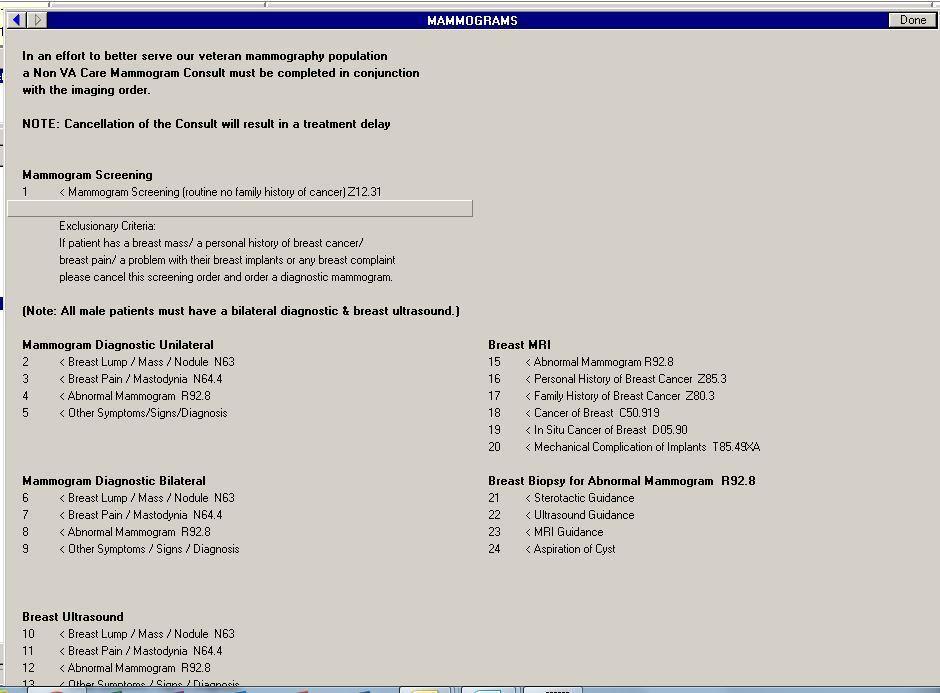 MAMMOGRAMS
Done
In an effort to better serve our veteran mammography population
a Non VA Care Mammogram Consult must be completed in conjunction
with the imaging order.
NOTE: Cancellation of the Consult will result in a treatment delay
Mammogram Screening
1 < Mammogram Screening (routine no family history of cancer) Z12.31
Exclusionary Criteria:
If patient has a breast mass/ a personal history of breast cancer/
breast pain/ a problem with their breast implants or any breast complaint
please cancel this screening order and order a diagnostic mammogram.
(Note: All male patients must have a bilateral diagnostic & breast ultrasound.)
Mammogram Diagnostic Unilateral
2 < Breast Lump / Mass / Nodule N63
3 < Breast Pain / Mastodynia N64.4
4 < Abnormal Mammogram R92.8
5 < Other Symptoms/Signs/Diagnosis
Mammogram Diagnostic Bilateral
6 < Breast Lump / Mass / Nodule N63
7 < Breast Pain / Mastodynia N64.4
8 < Abnormal Mammogram R92.8
9 < Other Symptoms / Signs / Diagnosis
Breast Ultrasound
10 < Breast Lump / Mass / Nodule N63
11 < Breast Pain / Mastodynia N64.4
12 < Abnormal Mammogram R92.8
13 < Other Symptoms / Signs / Diagnosis
Breast MRI
15 < Abnormal Mammogram R92.8
16 < Personal History of Breast Cancer Z85.3
17 < Family History of Breast Cancer Z80.3
18 < Cancer of Breast C50.919
19 < In Situ Cancer of Breast D05.90
20 < Mechanical Complication of Implants T85.49XA
Breast Biopsy for Abnormal Mammogram R92.8
21 < Sterotactic Guidance
22 < Ultrasound Guidance
23 < MRI Guidance
24 < Aspiration of Cyst